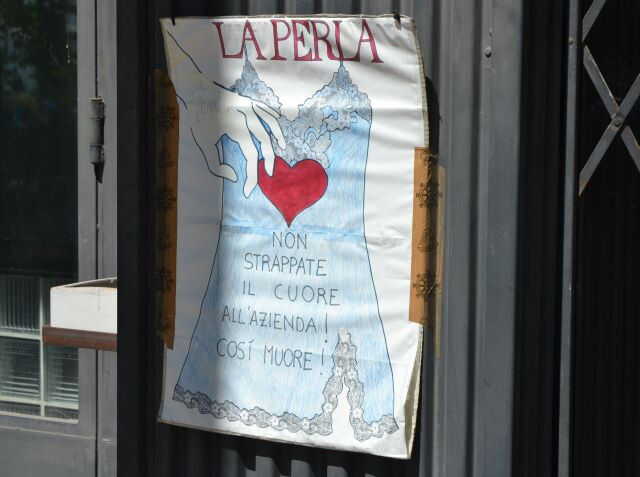 LA PERLA
NON
STRAPPATE
IL CUORE
ALL'AZIENDA!
COSÍ MUORE!